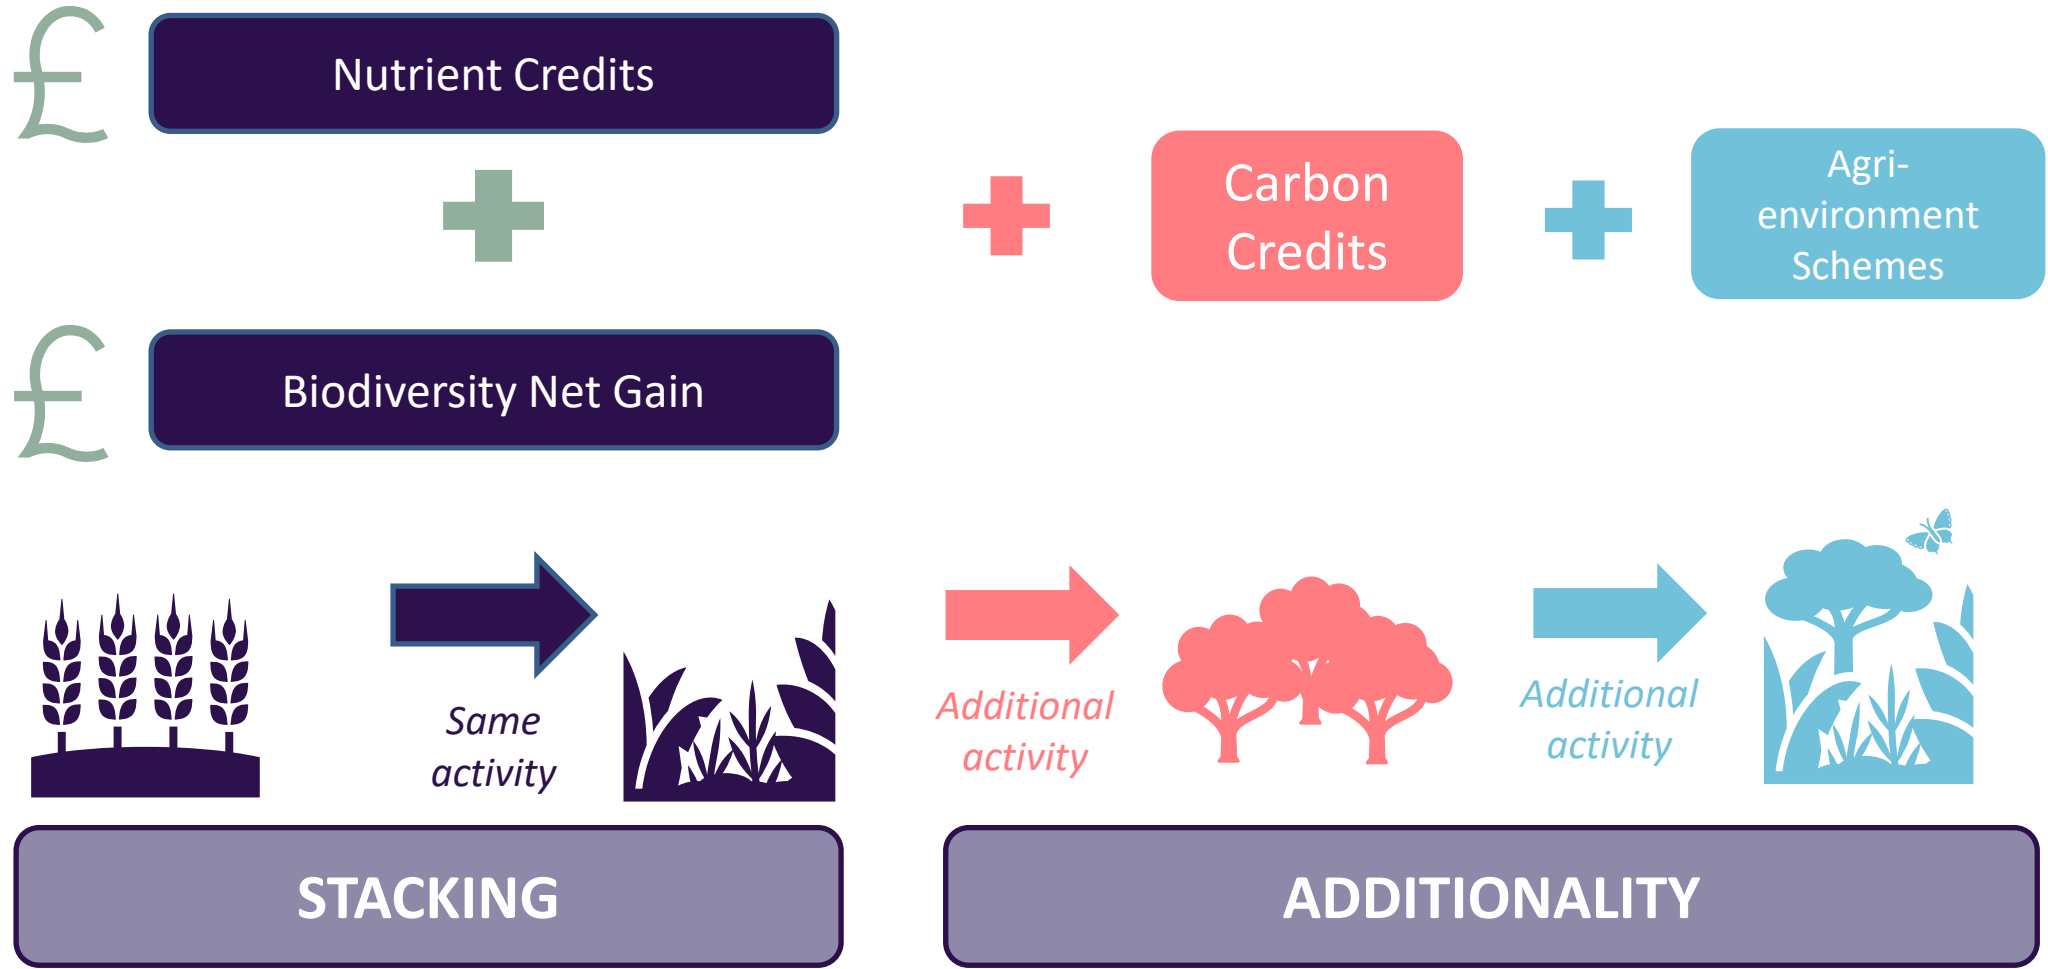 £
Nutrient Credits
£
Biodiversity Net Gain
Carbon
Credits
Agri-
environment
Schemes
Same
activity
Additional
activity
Additional
activity
STACKING
ADDITIONALITY